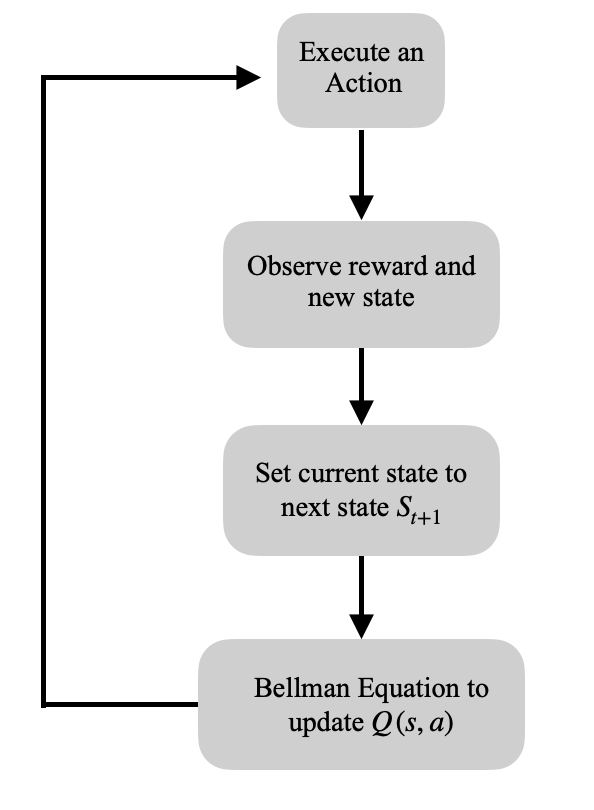 Execute an
Action
Observe reward and
new state
Set current state to
next state S_{t+1}
Bellman Equation to
update Q(s, a)